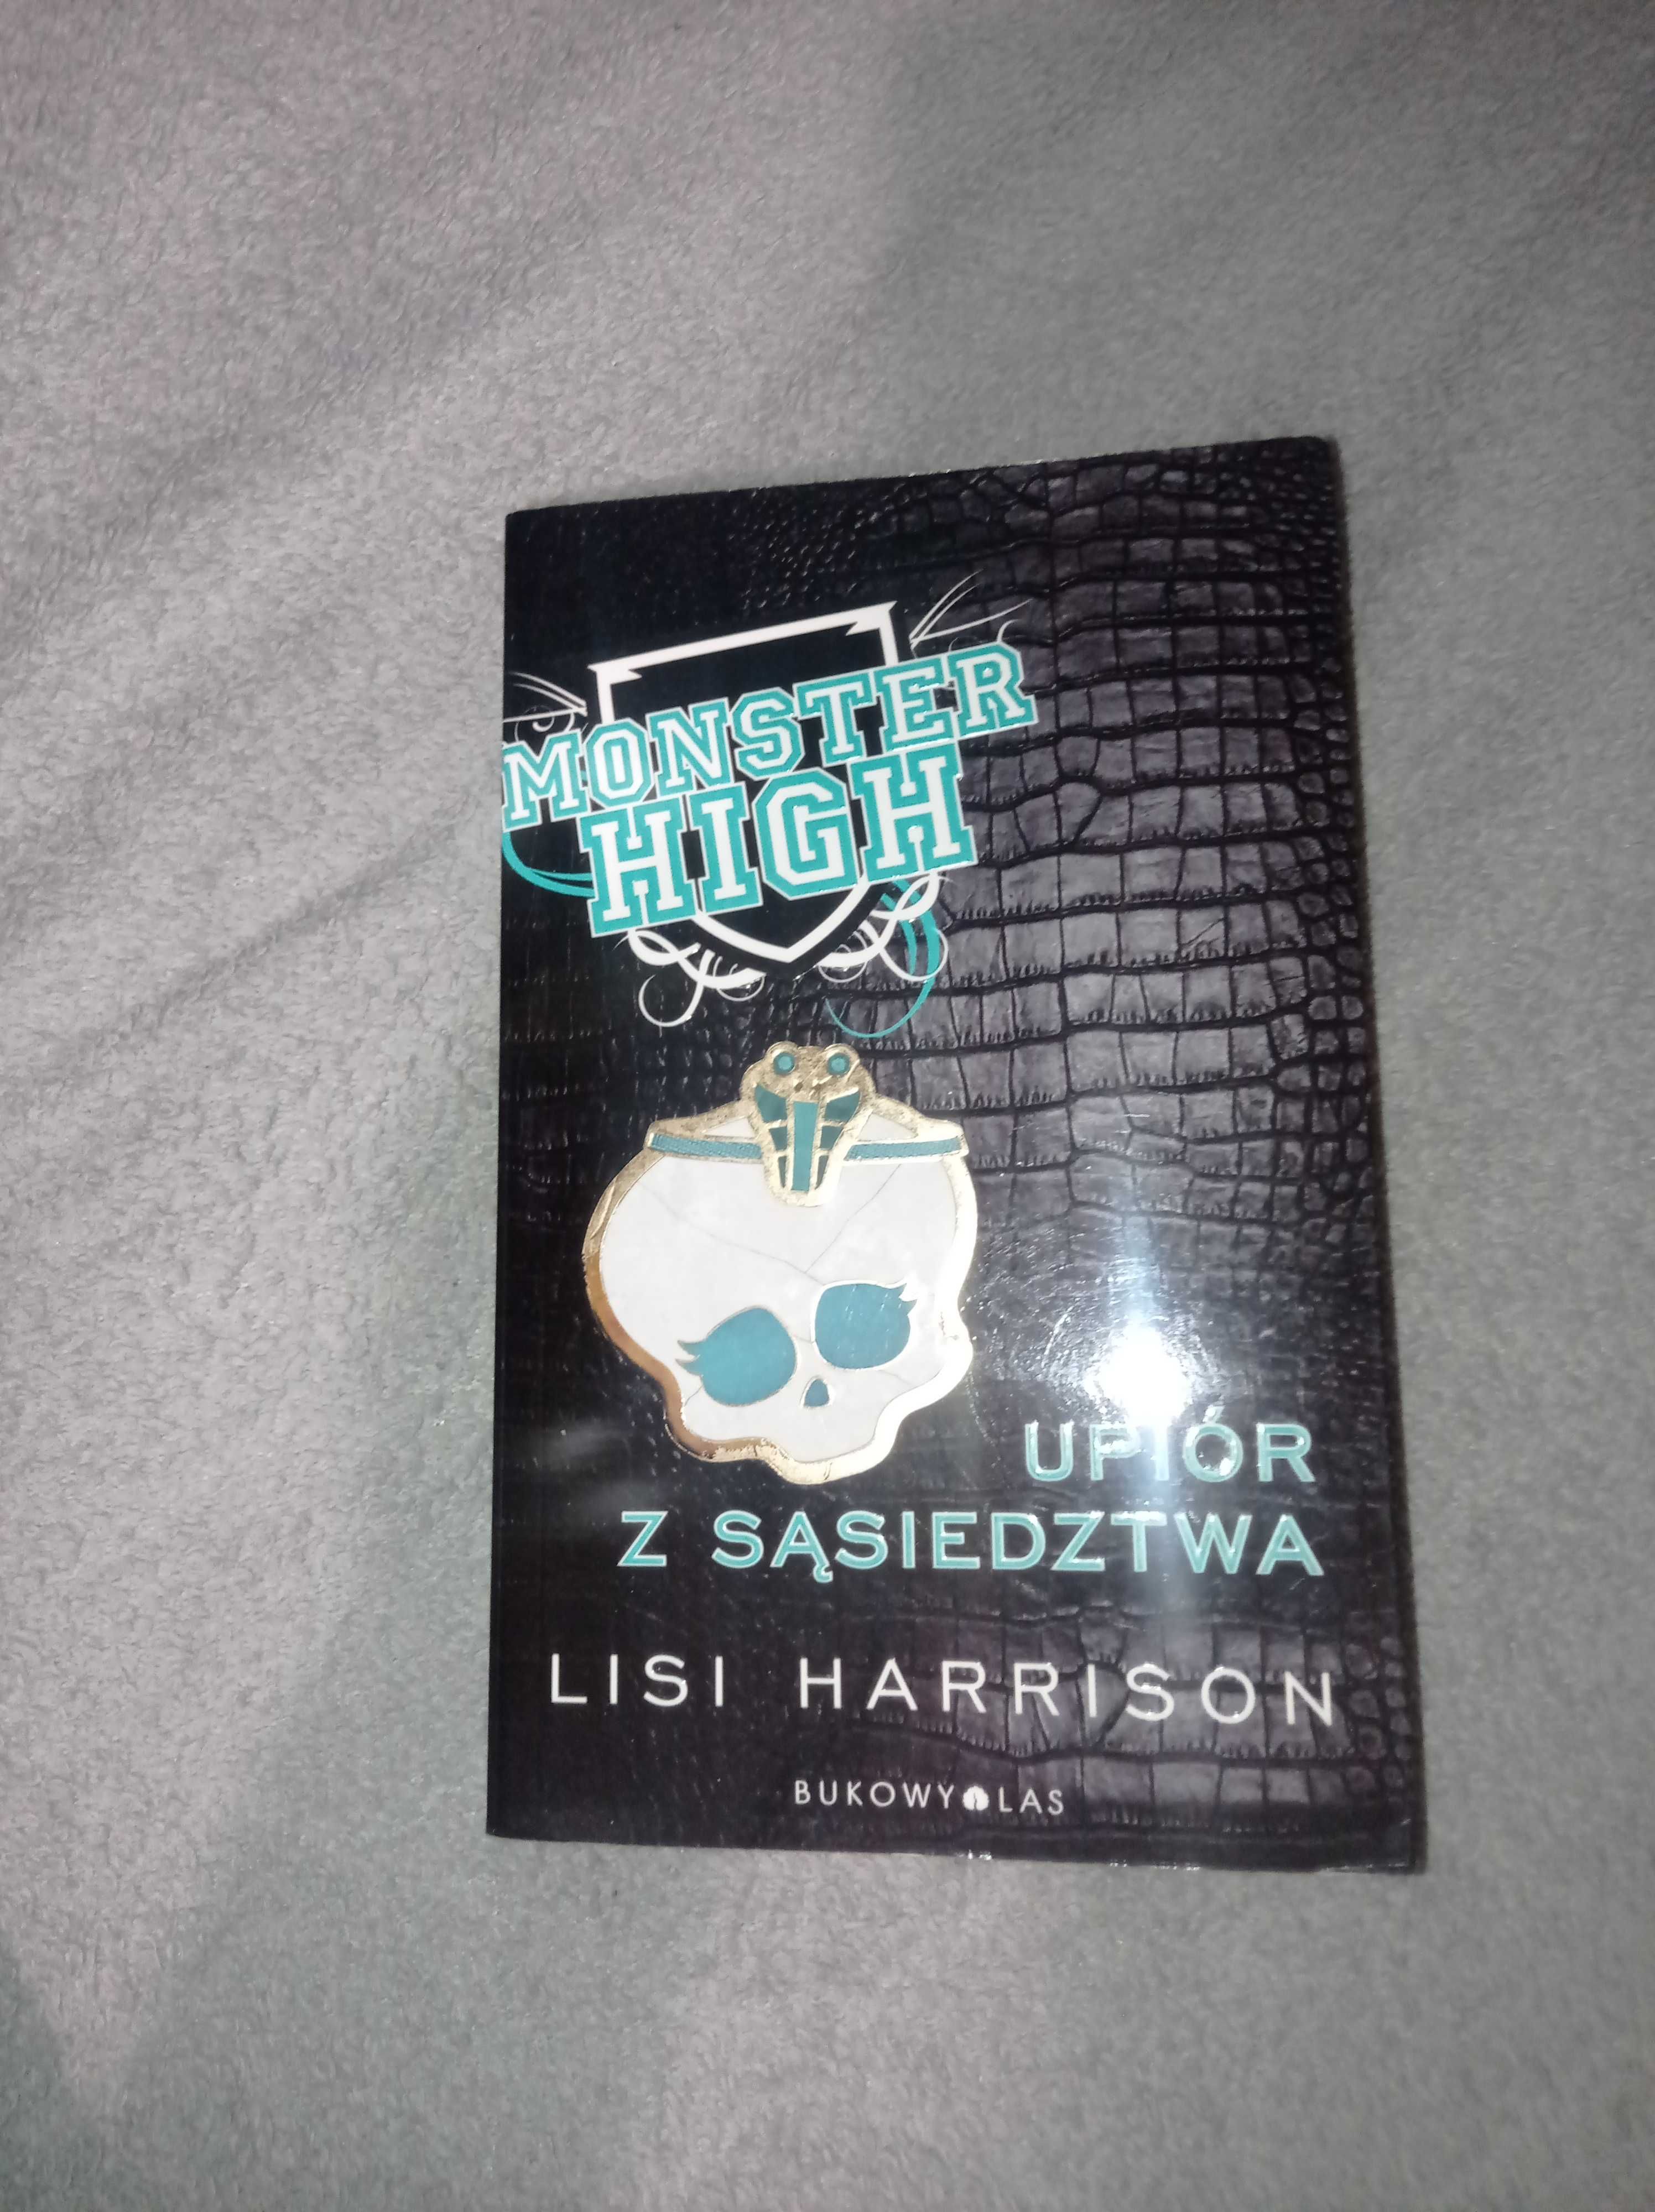 MONSTER
HIGH
UPIÓR
Z SĄSIEDZTWA
LISI HARRISON
BUKOWY LAS